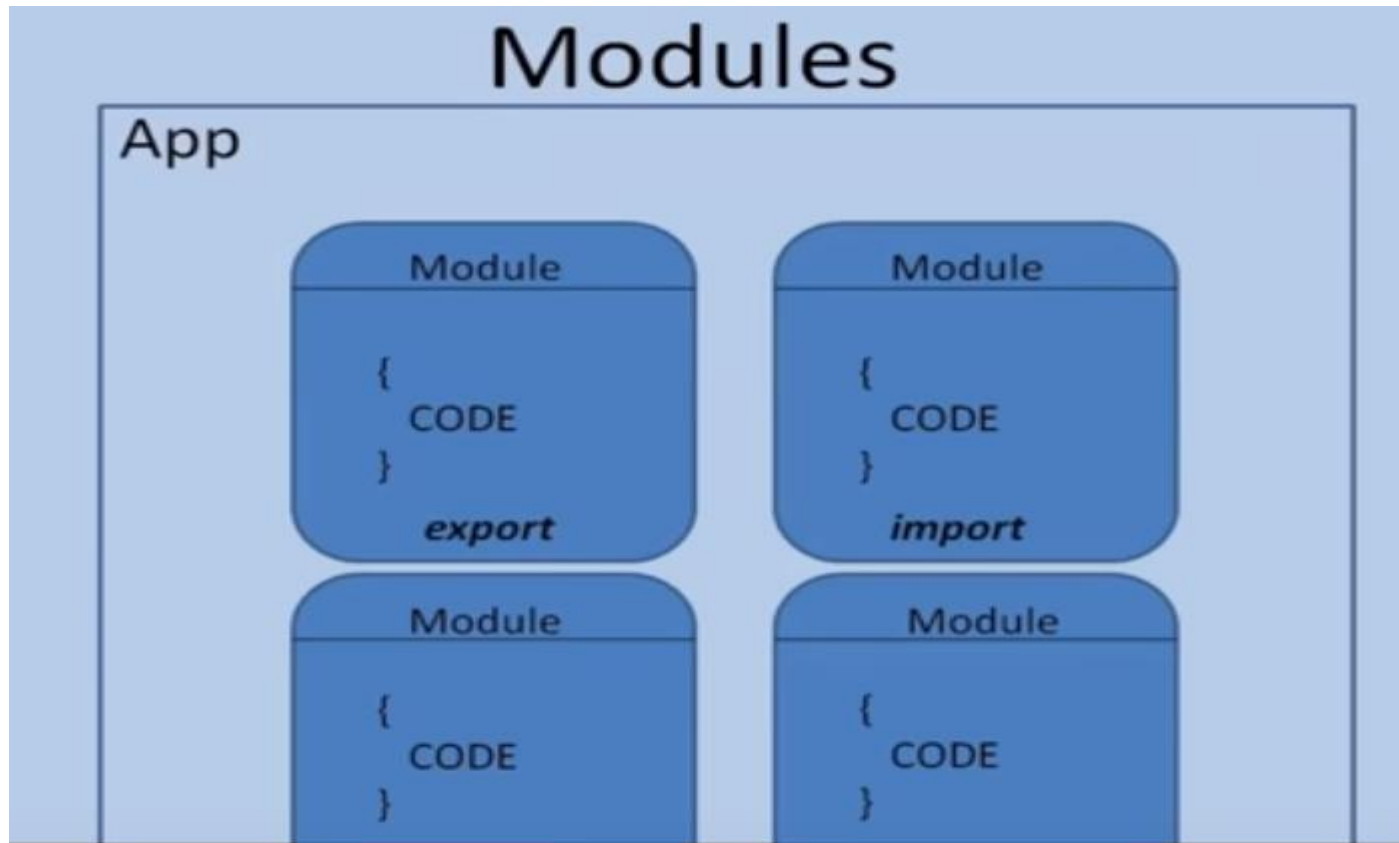 Modules
App
Module
{
CODE
}
export
Module
{
CODE
}
import
Module
{
CODE
}
Module
{
CODE
}